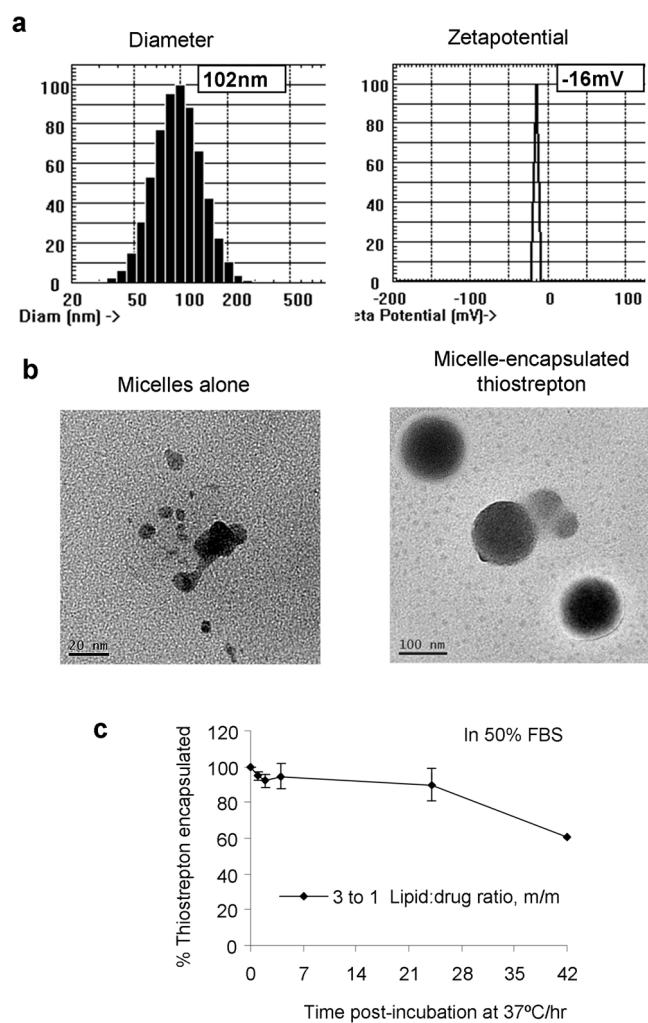 a
Diameter
Zetapotential
102nm
-16mV
100
80
60
40
20
0
20 50 100 200 500
Diam (nm) ->
100
80
60
40
20
0
-200 -100 0 100
eta Potential (mV)->
b
Micelles alone
Micelle-encapsulated
thiostrepton
20 nm
100 nm
c
In 50% FBS
% Thiostrepton encapsulated
120
100
80
60
40
20
0
3 to 1 Lipid:drug ratio, m/m
0 7 14 21 28 35 42
Time post-incubation at 37ºC/hr